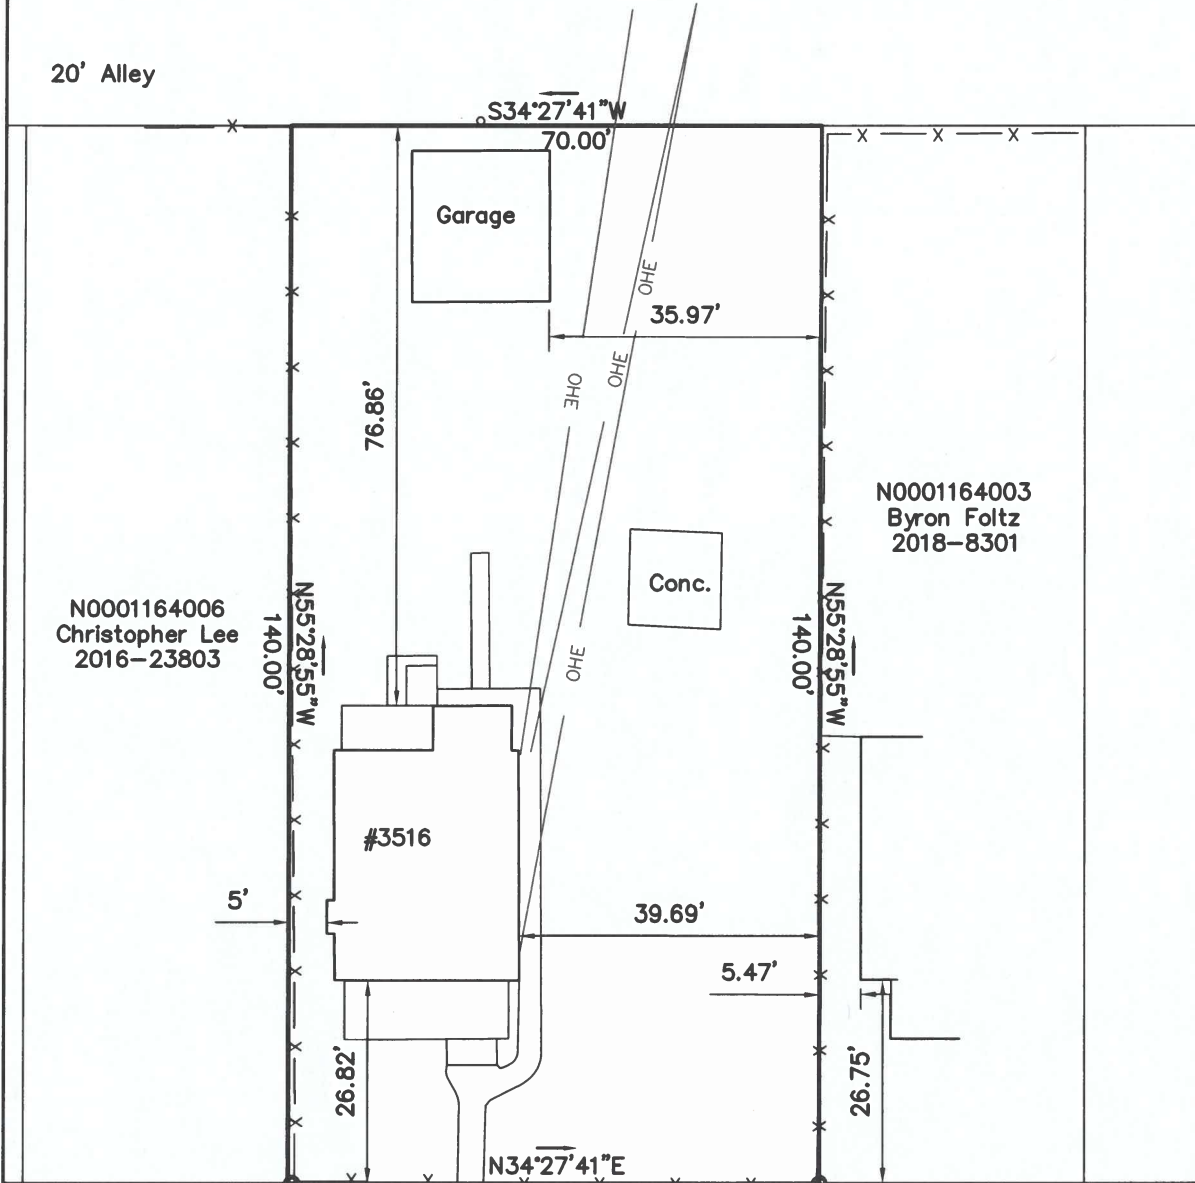 20' Alley
S34°27'41"W
70.00'
Garage
OHE
35.97'
OHE
OHE
76.86'
N0001164003
Byron Foltz
2018-8301
Conc.
N0001164006
Christopher Lee
2016-23803
N55°28'55"W
140.00'
N55°28'55"W
140.00'
OHE
#3516
5'
39.69'
5.47'
26.82'
26.75'
N34°27'41"E